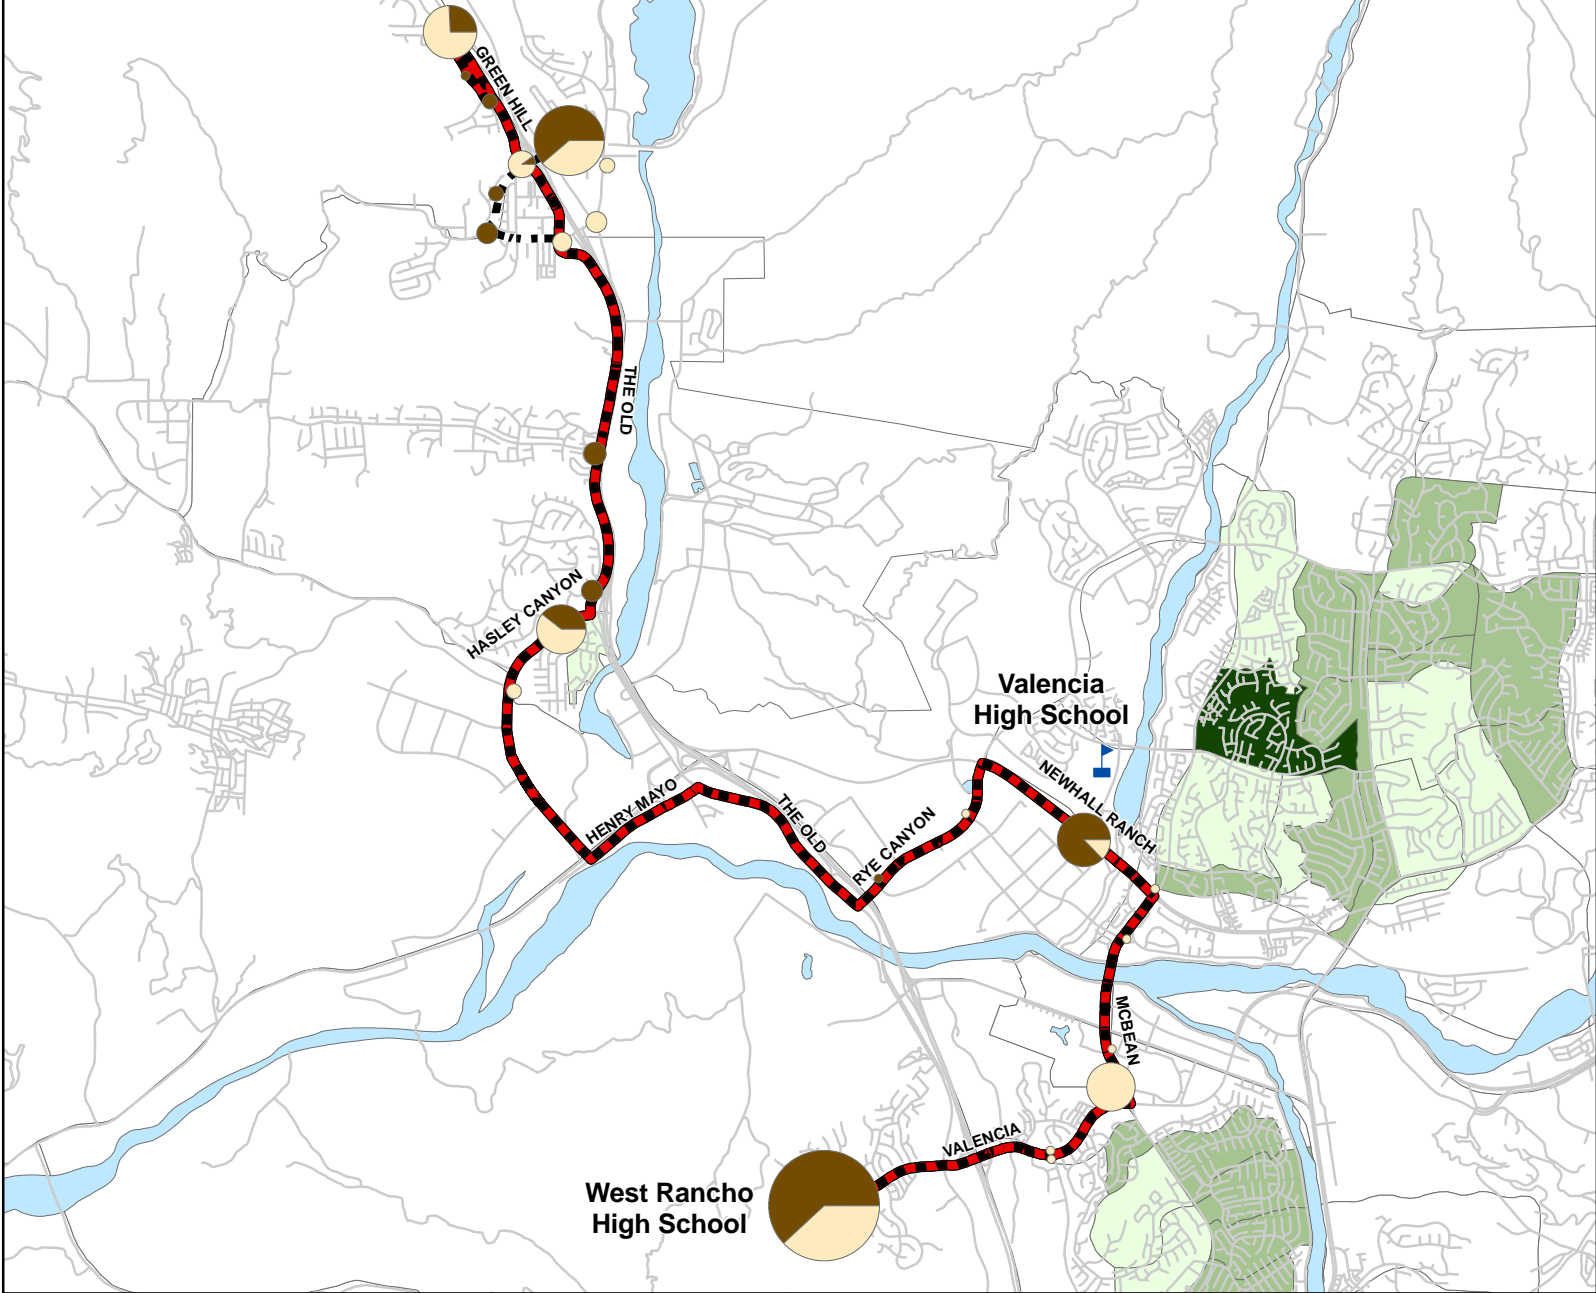 GREEN HILL
THE OLD
HASLEY CANYON
Valencia
High School
NEWHALL RANCH
HENRY MAYO
THE OLD
RYE CANYON
MCBEAN
VALENCIA
West Rancho
High School